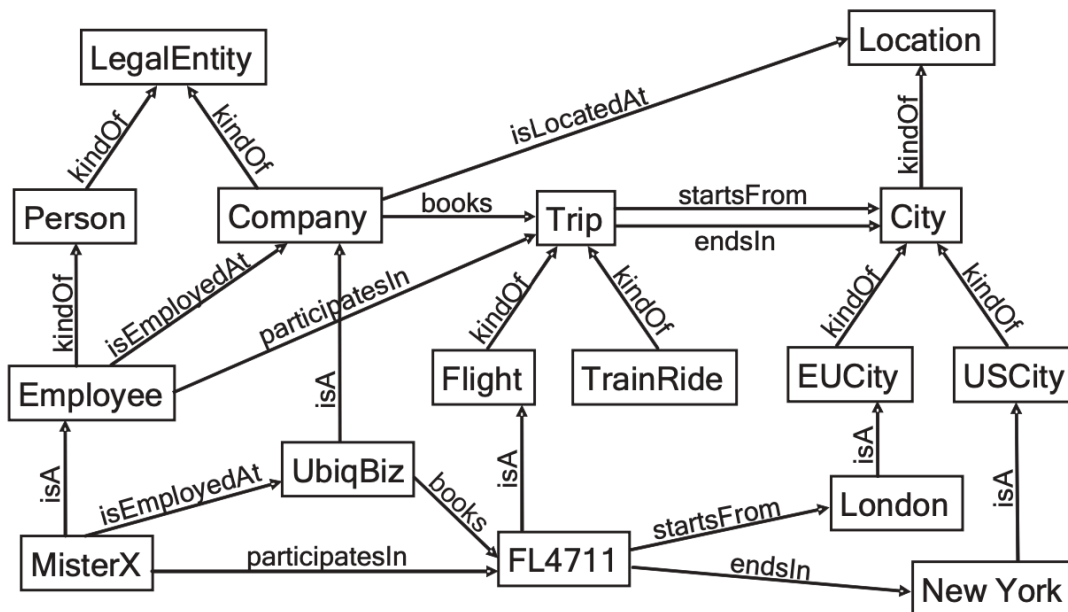 Location
LegalEntity
isLocatedAt
kindOf
kindOf
kindOf
Person
Company
books
Trip
startsFrom
endsIn
City
kindOf
isEmployedAt
participatesIn
kindOf
kindOf
kindOf
kindOf
Employee
isA
Flight
TrainRide
EUCity
USCity
isA
isEmployedAt
UbiqBiz
books
isA
startsFrom
isA
London
isA
MisterX
participatesIn
FL4711
endsIn
New York